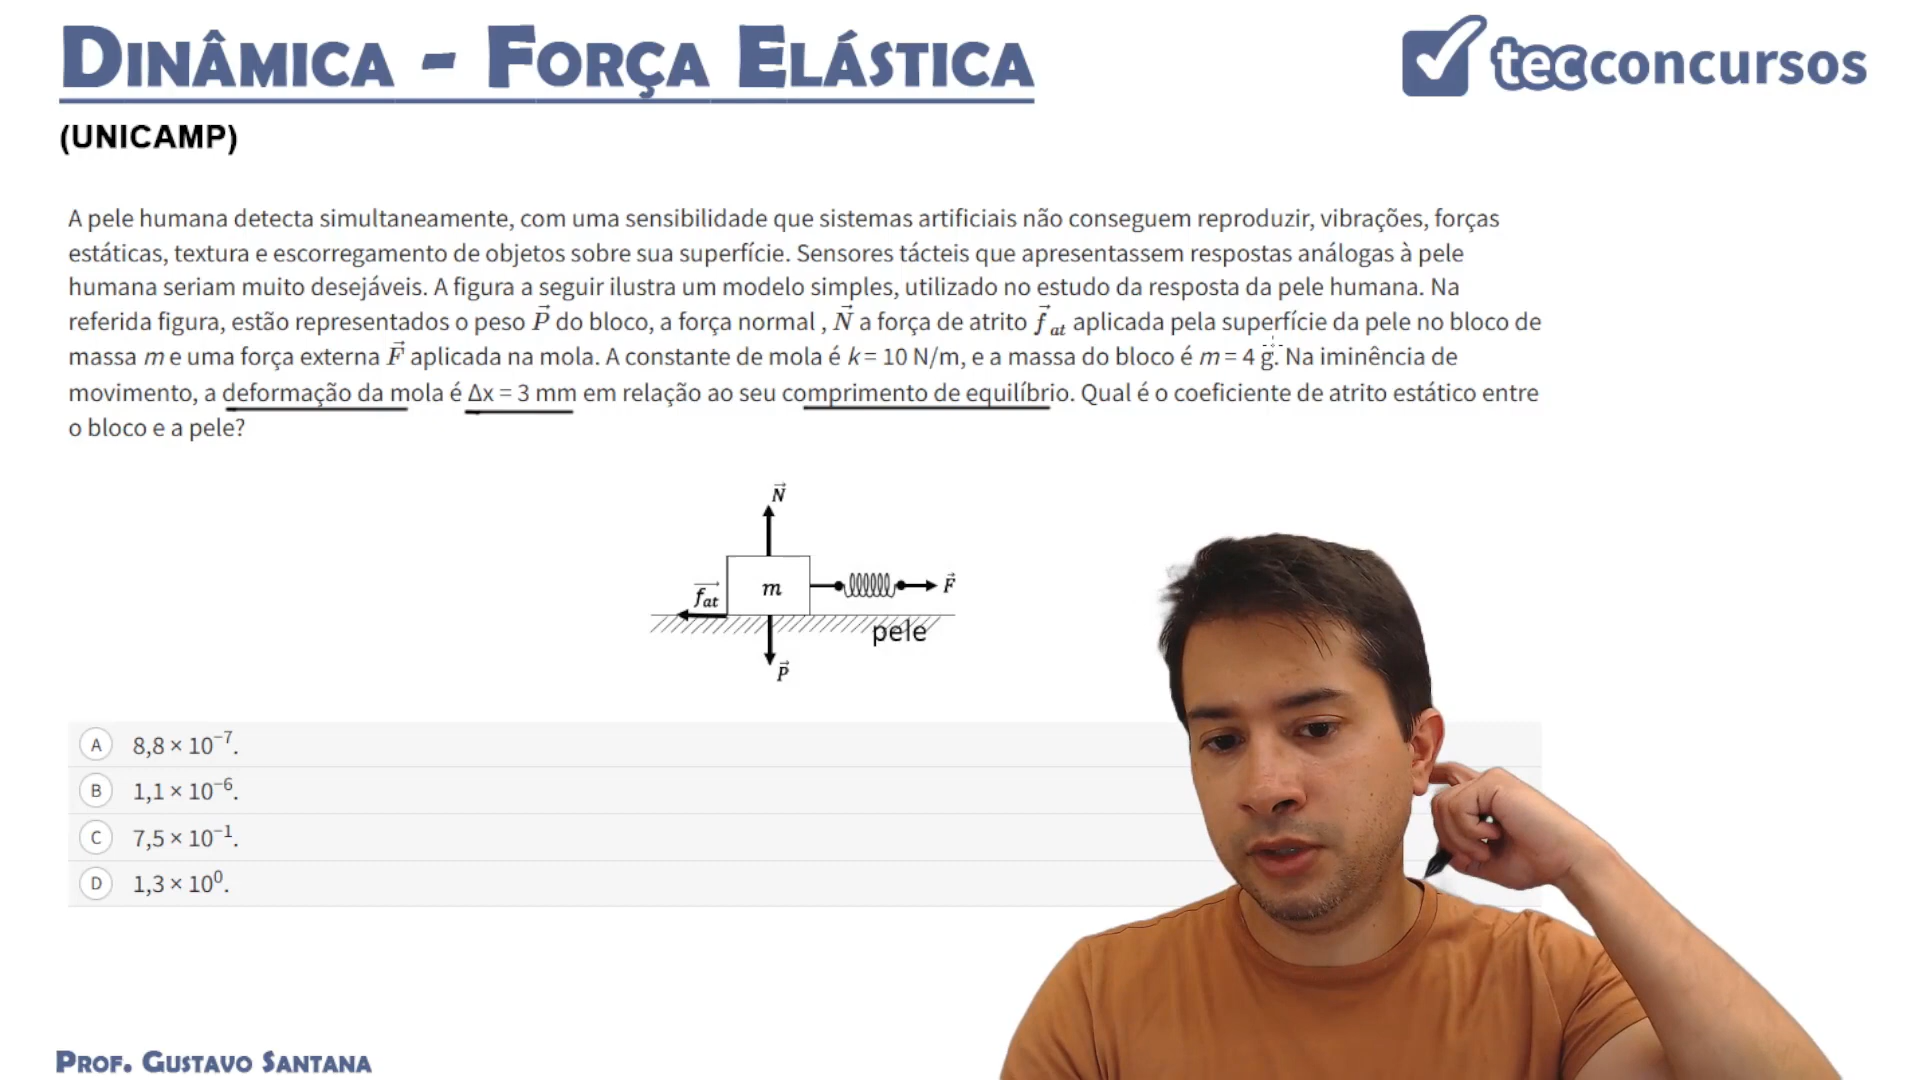 DINÂMICA - FORÇA ELÁSTICA
tecconcursos
(UNICAMP)
A pele humana detecta simultaneamente, com uma sensibilidade que sistemas artificiais não conseguem reproduzir, vibrações, forças
estáticas, textura e escorregamento de objetos sobre sua superfície. Sensores tácteis que apresentassem respostas análogas à pele
humana seriam muito desejáveis. A figura a seguir ilustra um modelo simples, utilizado no estudo da resposta da pele humana. Na
referida figura, estão representados o peso P⃗ do bloco, a força normal , N⃗ a força de atrito f⃗ at aplicada pela superfície da pele no bloco de
massa m e uma força externa F⃗ aplicada na mola. A constante de mola é k = 10 N/m, e a massa do bloco é m = 4 g. Na iminência de
movimento, a deformação da mola é Δx = 3 mm em relação ao seu comprimento de equilíbrio. Qual é o coeficiente de atrito estático entre
o bloco e a pele?
N⃗
f⃗at
m
F⃗
pele
P⃗
A 8,8 × 10⁻⁷.
B 1,1 × 10⁻⁶.
C 7,5 × 10⁻¹.
D 1,3 × 10⁰.
PROF. GUSTAVO SANTANA